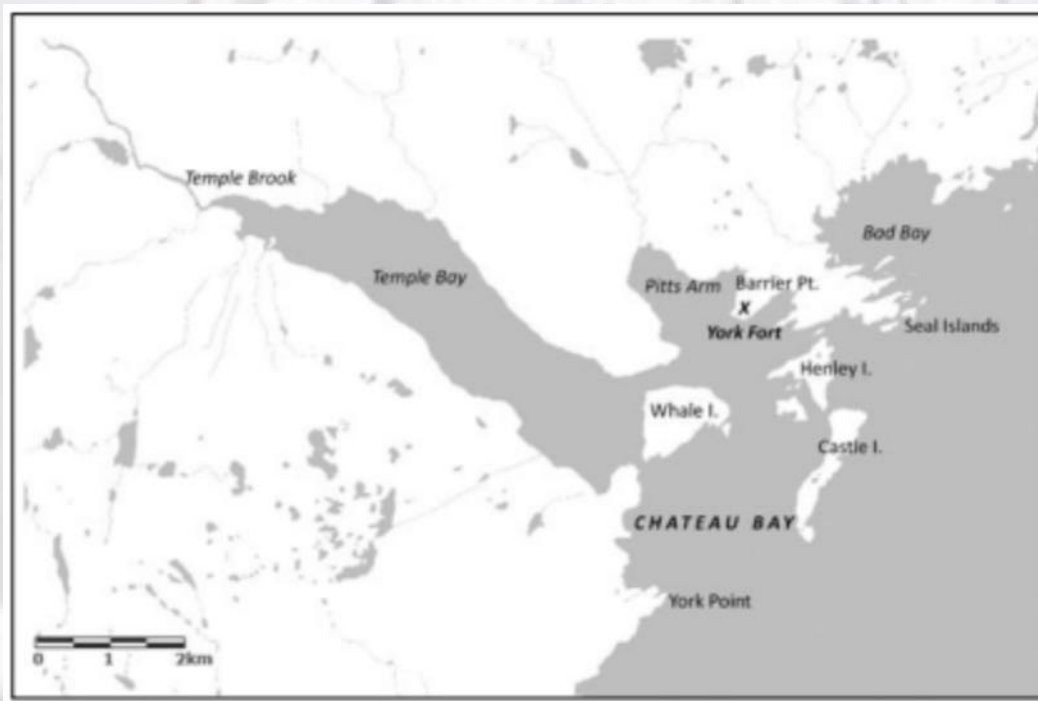 Temple Brook
Bad Bay
Temple Bay
Pitts Arm
Barrier Pt.
X
York Fort
Seal Islands
Henley I.
Whale I.
Castle I.
CHATEAU BAY
York Point
0 1 2km